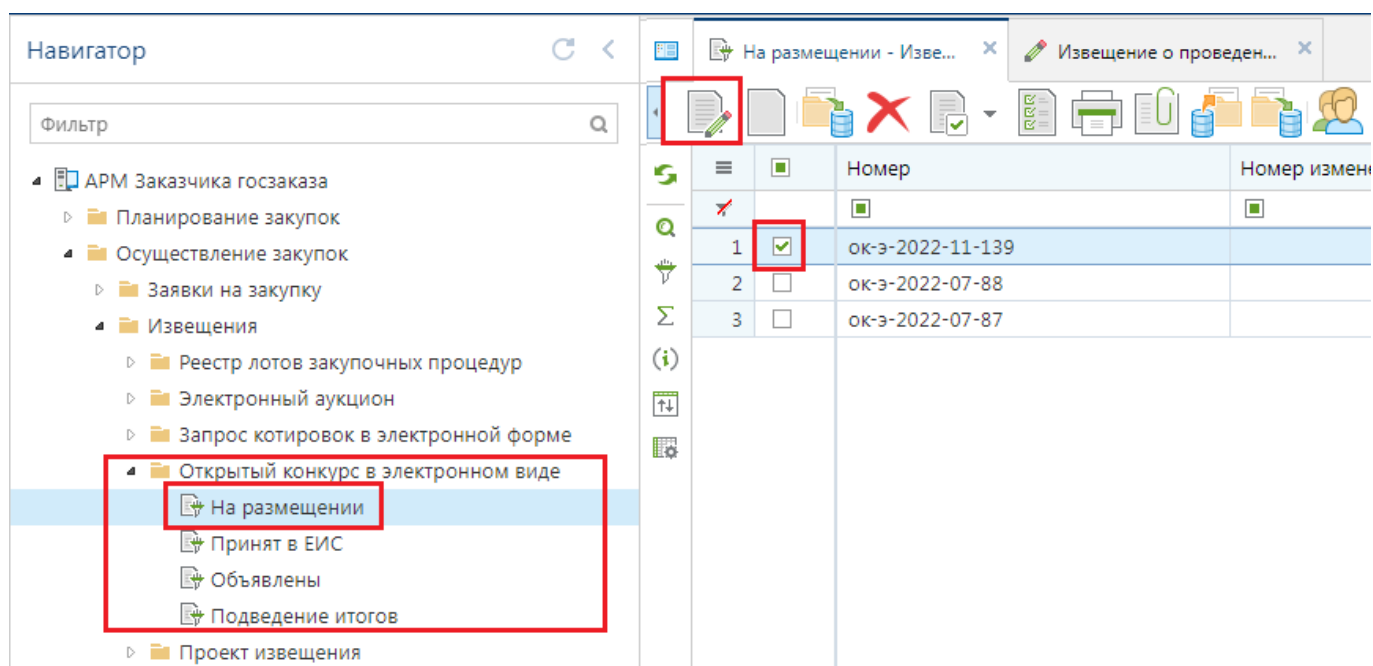 Навигатор
Фильтр
АРМ Заказчика госзаказа
Планирование закупок
Осуществление закупок
Заявки на закупку
Извещения
Реестр лотов закупочных процедур
Электронный аукцион
Запрос котировок в электронной форме
Открытый конкурс в электронном виде
На размещении
Принят в ЕИС
Объявлены
Подведение итогов
Проект извещения
На размещении - Изве...
Извещение о проведен...
Номер
Номер измене
1 ок-э-2022-11-139
2 ок-э-2022-07-88
3 ок-э-2022-07-87